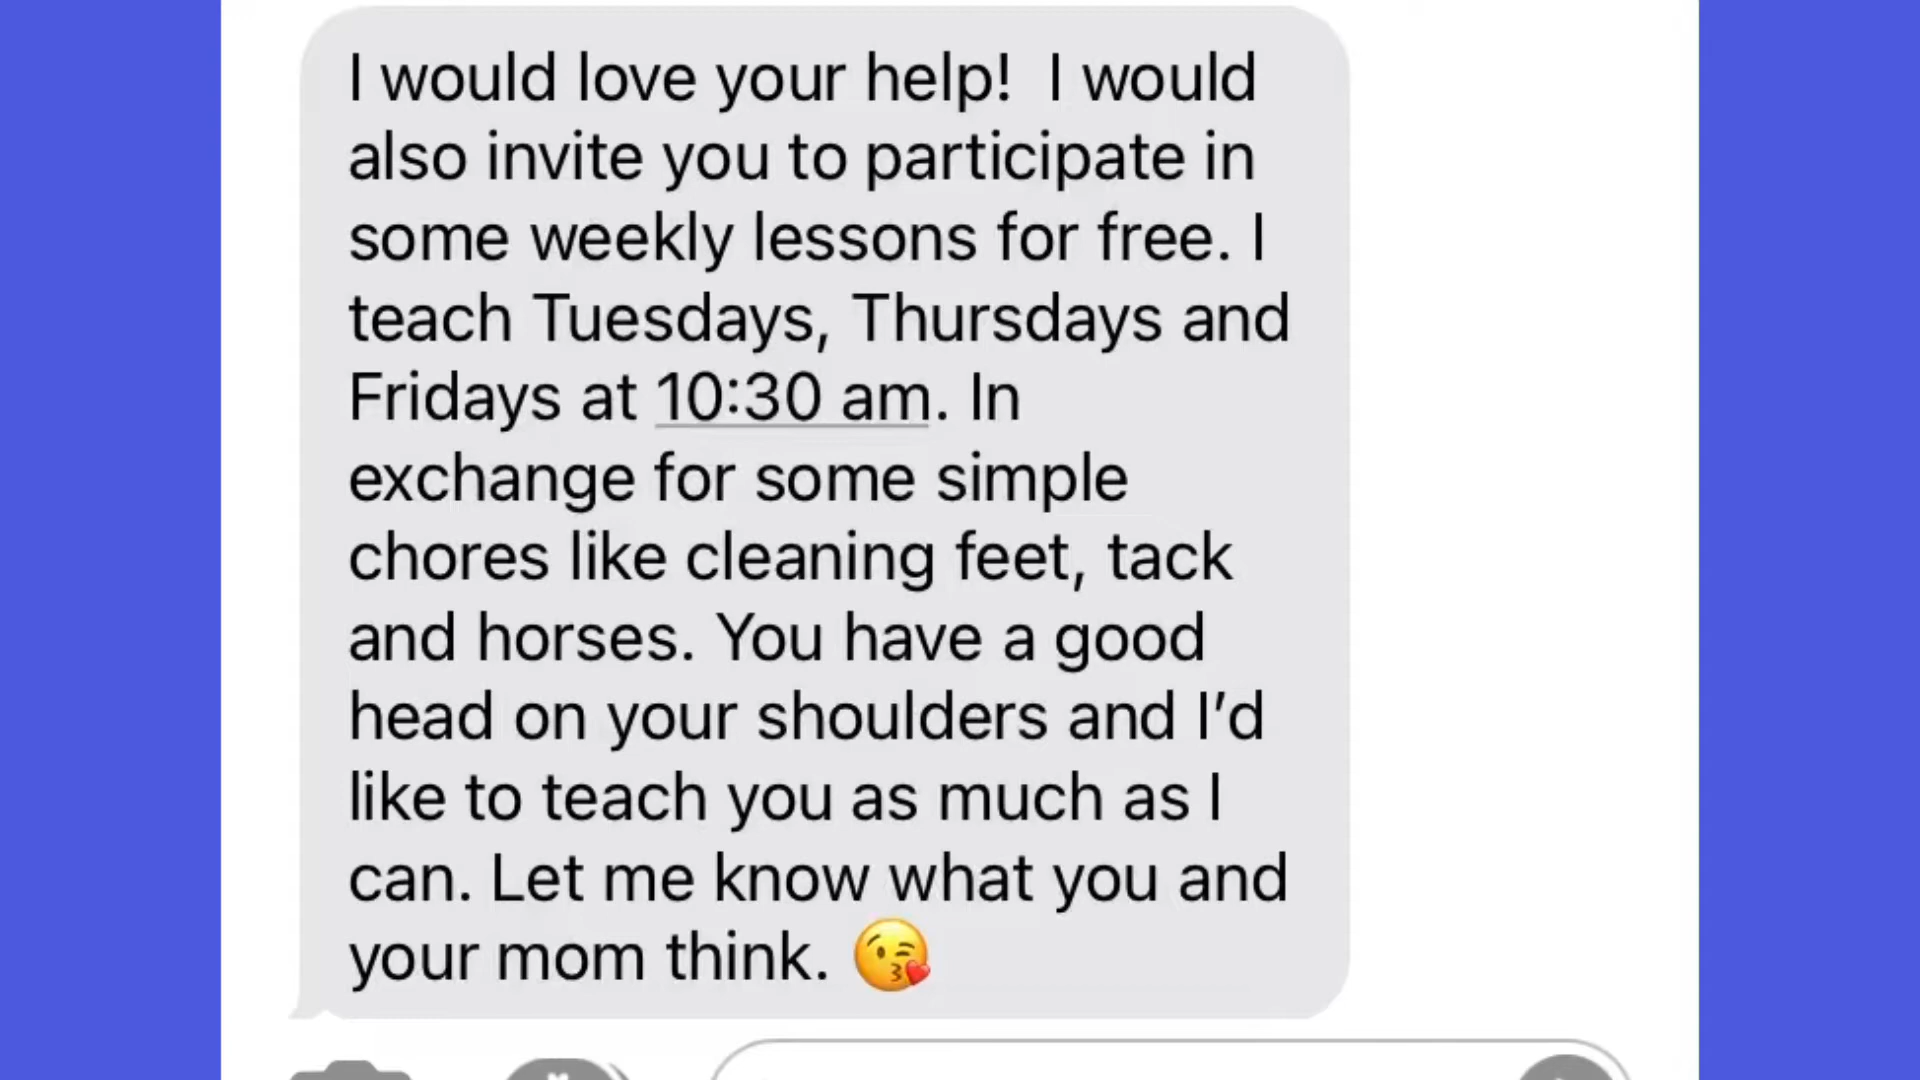 I would love your help!  I would
also invite you to participate in
some weekly lessons for free. I
teach Tuesdays, Thursdays and
Fridays at 10:30 am. In
exchange for some simple
chores like cleaning feet, tack
and horses. You have a good
head on your shoulders and I’d
like to teach you as much as I
can. Let me know what you and
your mom think. 😘